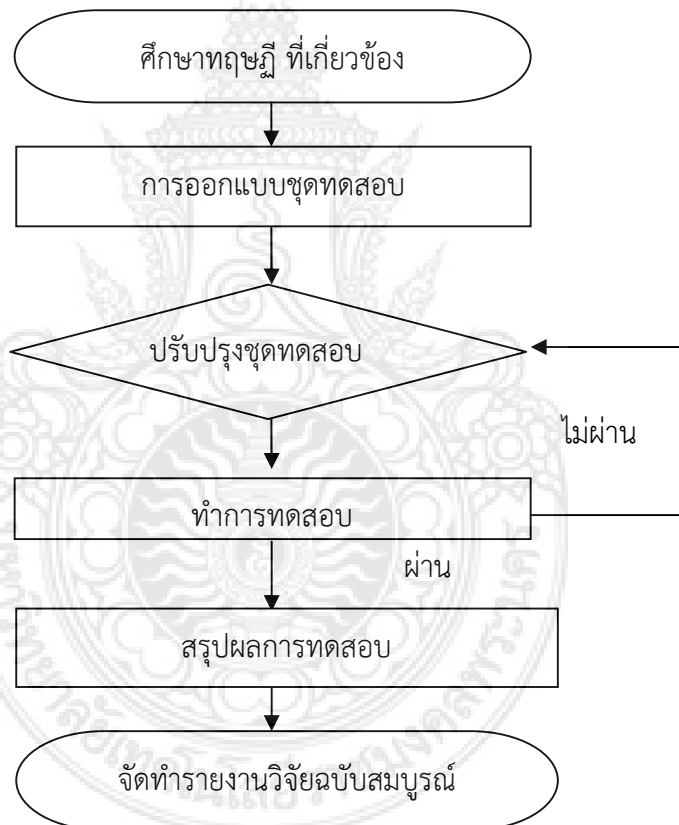 ศึกษาทฤษฎี ที่เกี่ยวข้อง
การออกแบบชุดทดสอบ
ปรับปรุงชุดทดสอบ
ไม่ผ่าน
ทำการทดสอบ
ผ่าน
สรุปผลการทดสอบ
จัดทำรายงานวิจัยฉบับสมบูรณ์